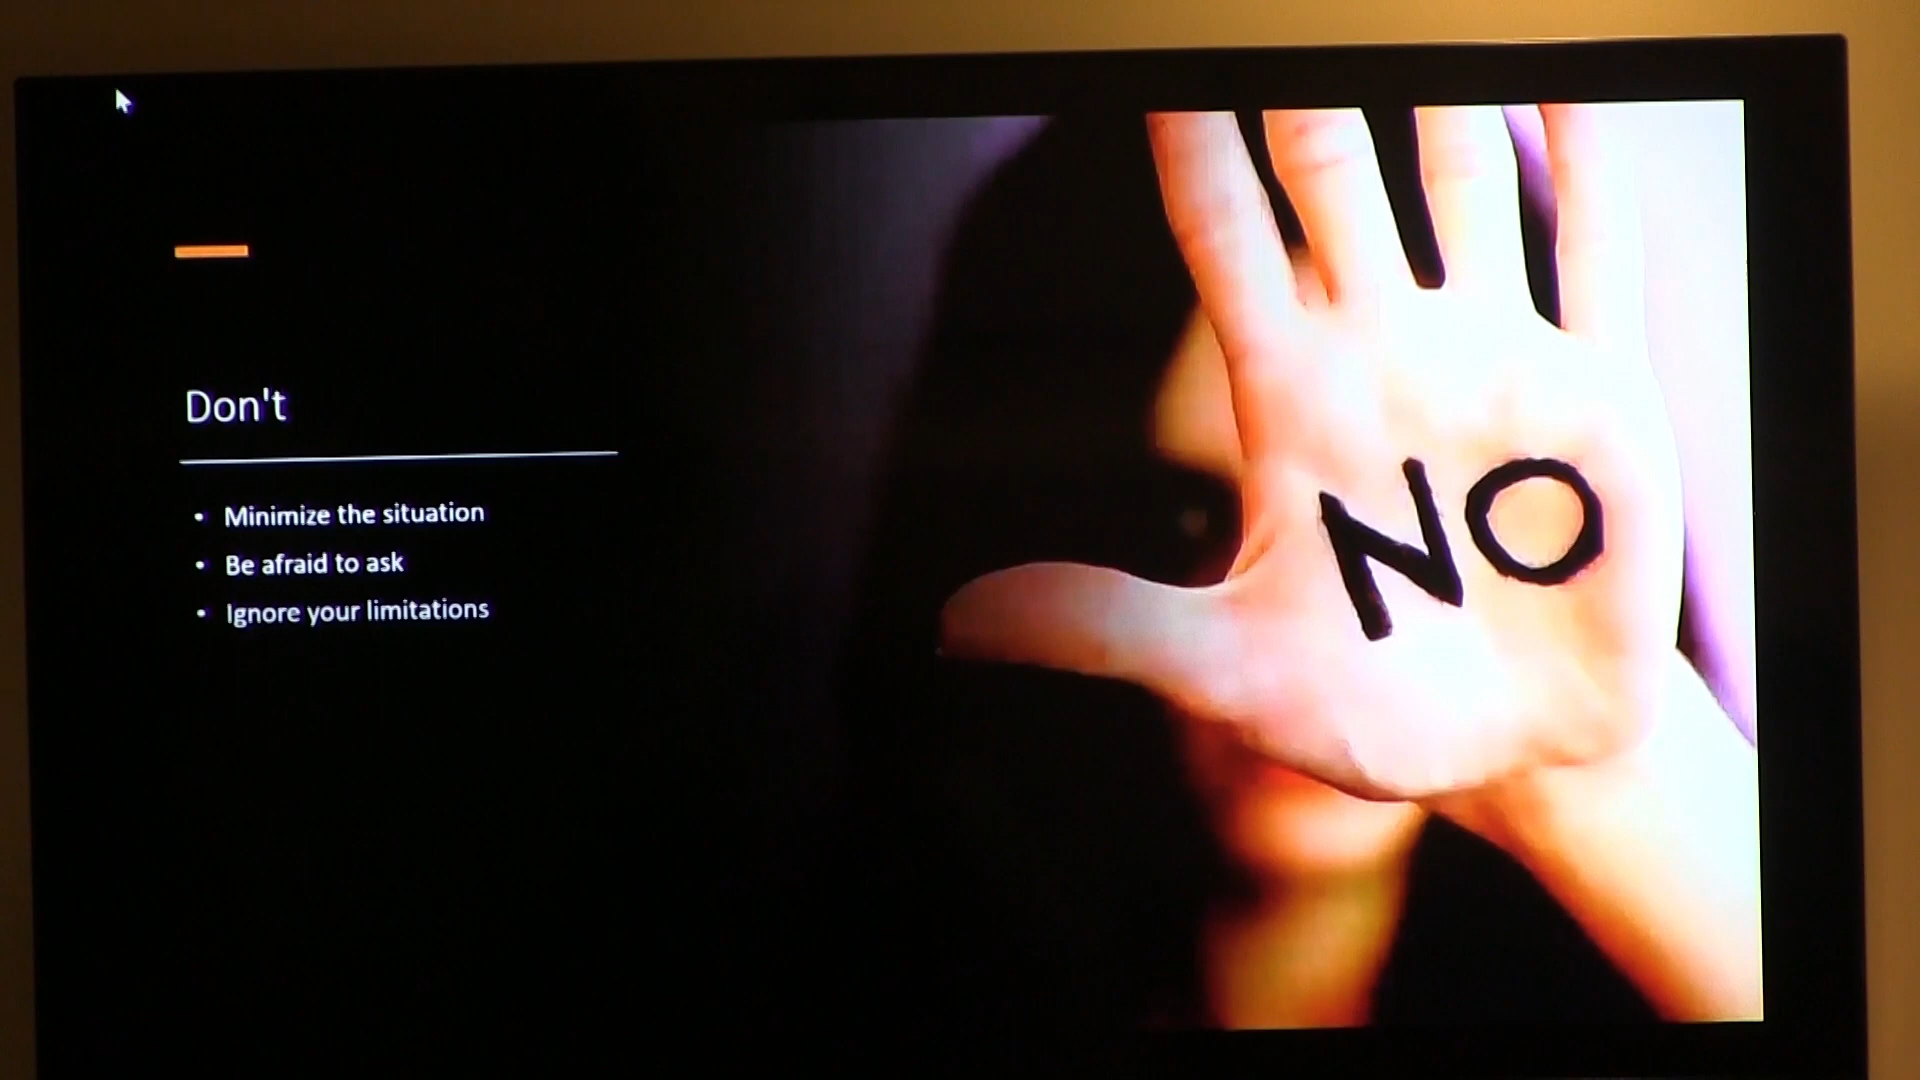 Don't
• Minimize the situation
• Be afraid to ask
• Ignore your limitations
NO